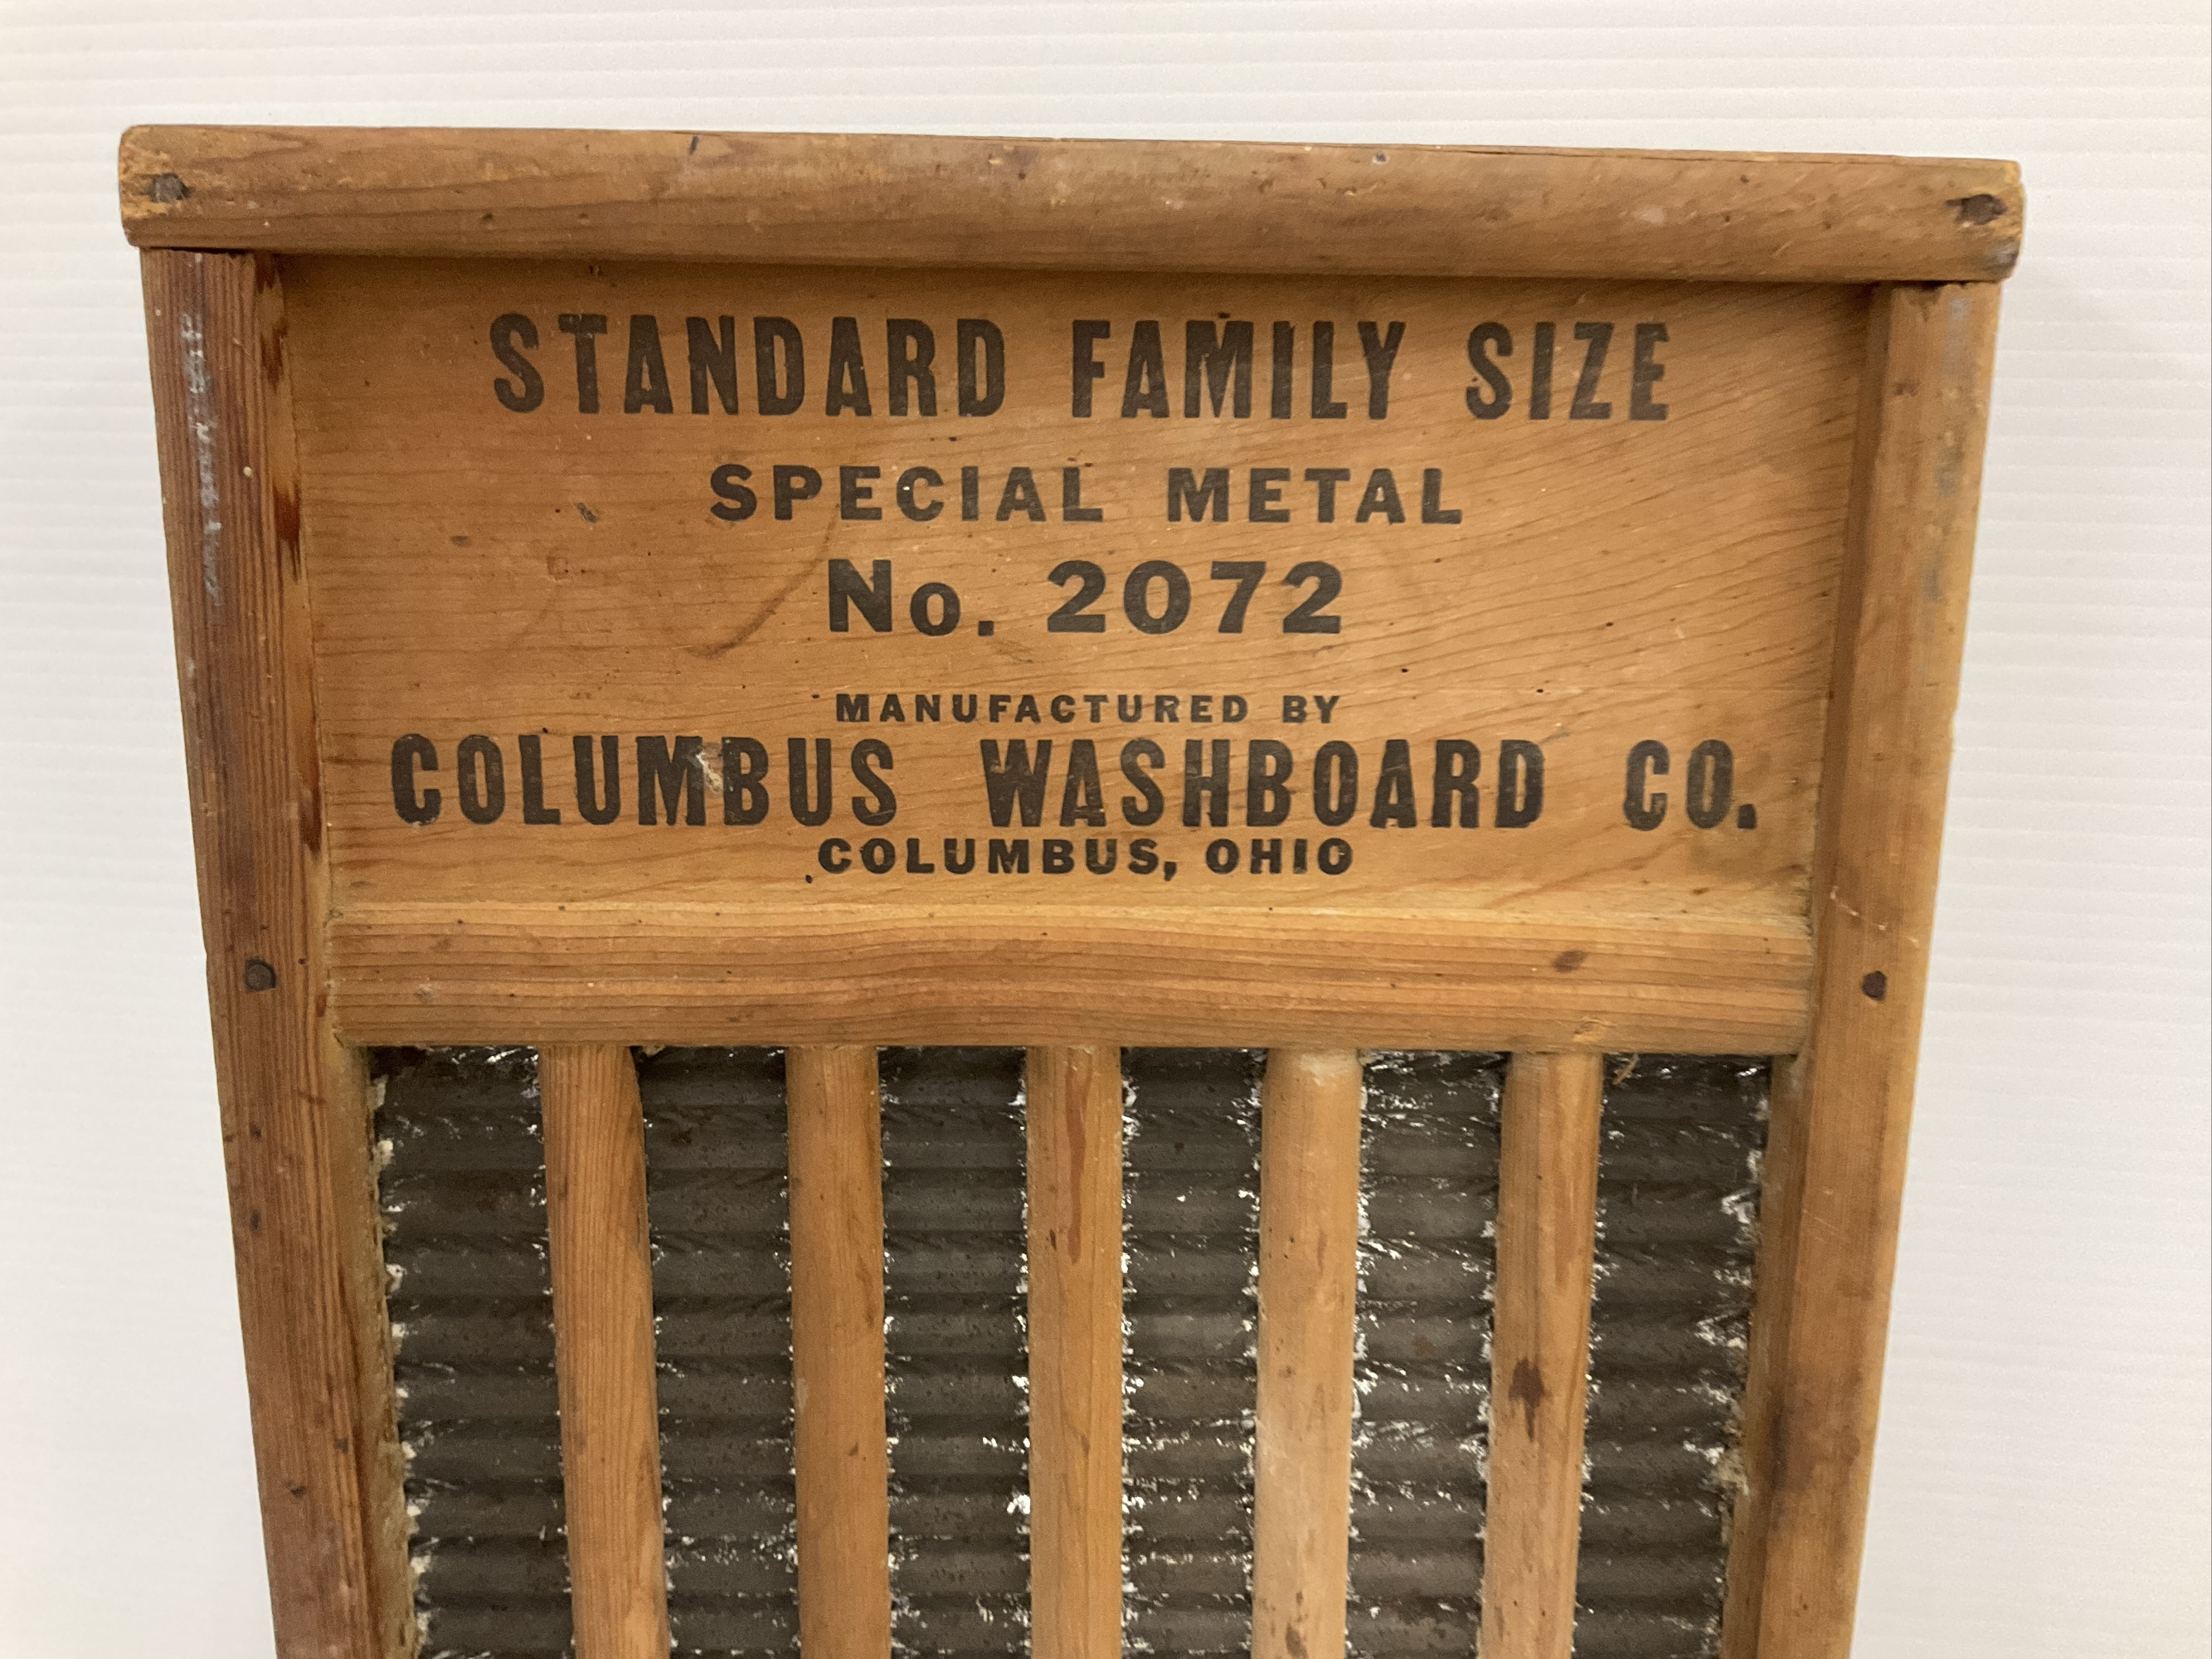 STANDARD FAMILY SIZE
SPECIAL METAL
No. 2072
MANUFACTURED BY
COLUMBUS WASHBOARD CO.
COLUMBUS, OHIO